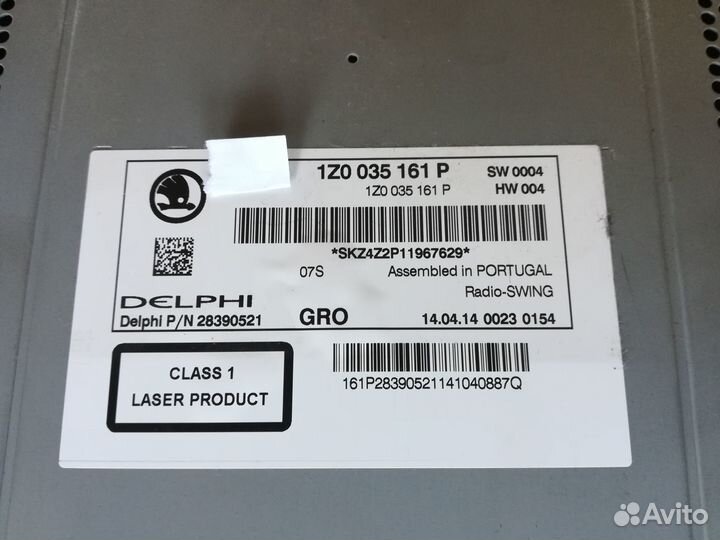 1Z0 035 161 P SW 0004
1Z0 035 161 P HW 004
*SKZ4Z2P11967629*
07S Assembled in PORTUGAL
Radio-SWING
DELPHI
Delphi P/N 28390521 GRO 14.04.14 0023 0154
CLASS 1
LASER PRODUCT
161P28390521141040887Q
Avito